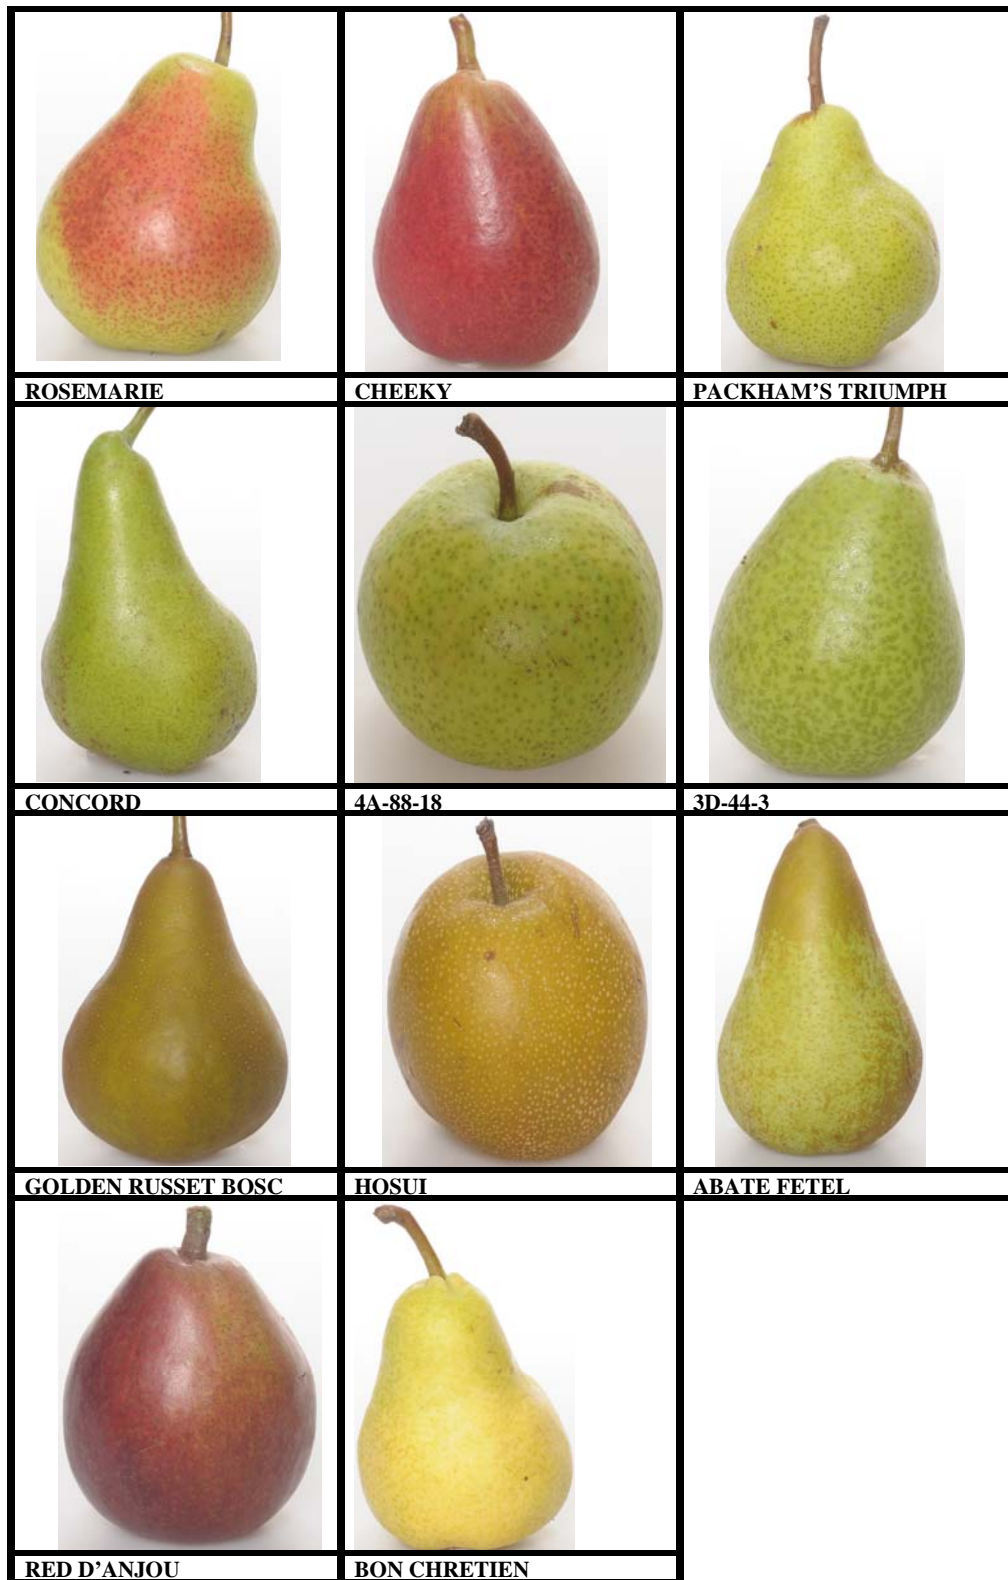 ROSEMARIE
CHEEKY
PACKHAM'S TRIUMPH
CONCORD
4A-88-18
3D-44-3
GOLDEN RUSSET BOSC
HOSUI
ABATE FETEL
RED D'ANJOU
BON CHRETIEN